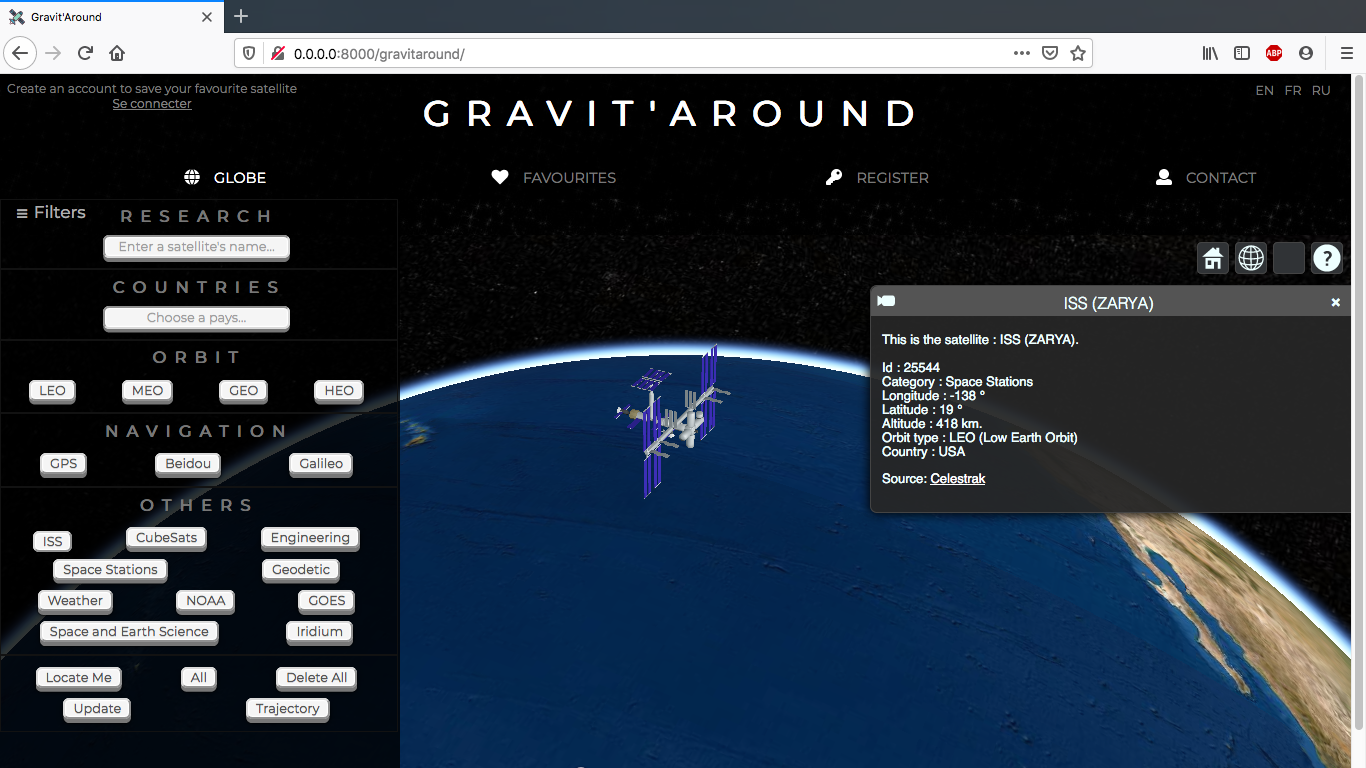 Gravit'Around
0.0.0.0:8000/gravitaround/
ABP
Create an account to save your favourite satellite
Se connecter
EN FR RU
GRAVIT'AROUND
GLOBE FAVOURITES REGISTER CONTACT
Filters
RESEARCH
Enter a satellite's name...
COUNTRIES
Choose a pays...
ORBIT
LEO MEO GEO HEO
NAVIGATION
GPS Beidou Galileo
OTHERS
ISS CubeSats Engineering
Space Stations Geodetic
Weather NOAA GOES
Space and Earth Science Iridium
Locate Me All Delete All
Update Trajectory
?
ISS (ZARYA)
This is the satellite : ISS (ZARYA).
Id : 25544
Category : Space Stations
Longitude : -138 °
Latitude : 19 °
Altitude : 418 km.
Orbit type : LEO (Low Earth Orbit)
Country : USA
Source: Celestrak